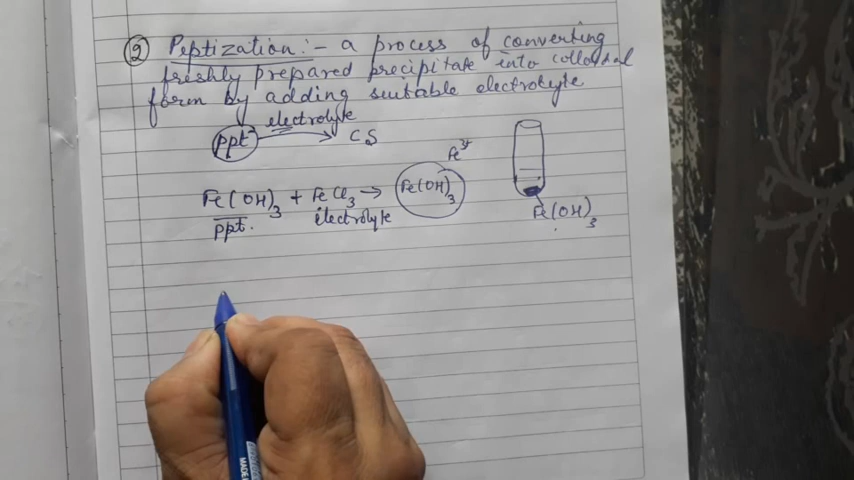 ② Peptization :- a process of converting
freshly prepared precipitate into colloidal
form by adding suitable electrolyte
electrolyte
ppt → CS
Fe³⁺
Fe(OH)₃ + FeCl₃ → Fe(OH)₃
ppt. electrolyte
Fe(OH)₃
MADE